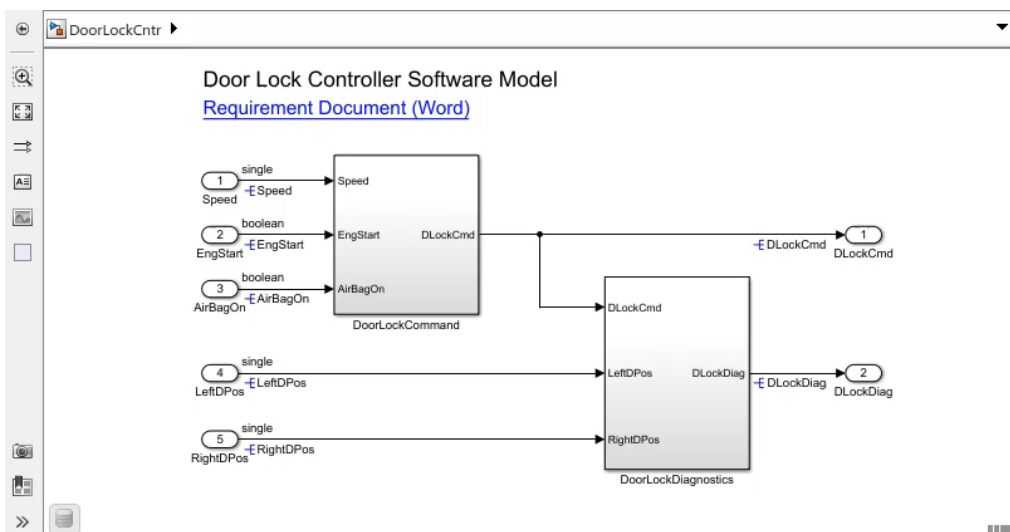 DoorLockCntr
Door Lock Controller Software Model
Requirement Document (Word)
single
1
Speed
Speed
Speed
boolean
2
EngStart
EngStart
EngStart
DLockCmd
boolean
3
AirBagOn
AirBagOn
AirBagOn
DoorLockCommand
DLockCmd
1
DLockCmd
DLockCmd
single
4
LeftDPos
LeftDPos
LeftDPos
DLockDiag
DLockDiag
2
DLockDiag
single
5
RightDPos
RightDPos
RightDPos
DoorLockDiagnostics